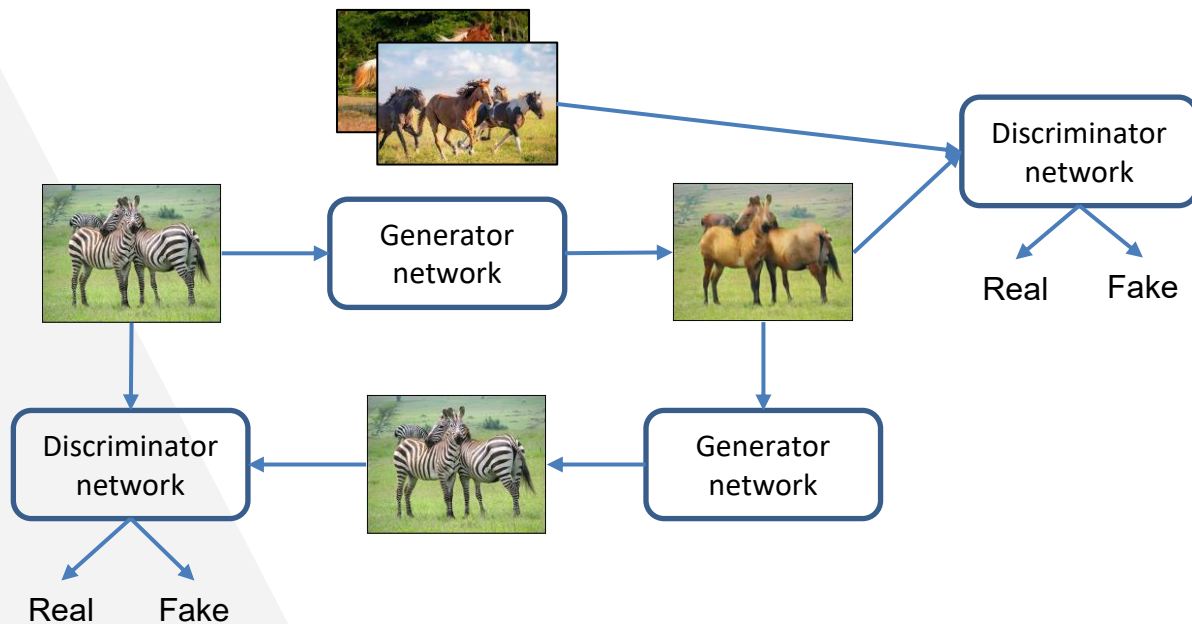 Discriminator
network
Generator
network
Real
Fake
Discriminator
network
Generator
network
Real
Fake